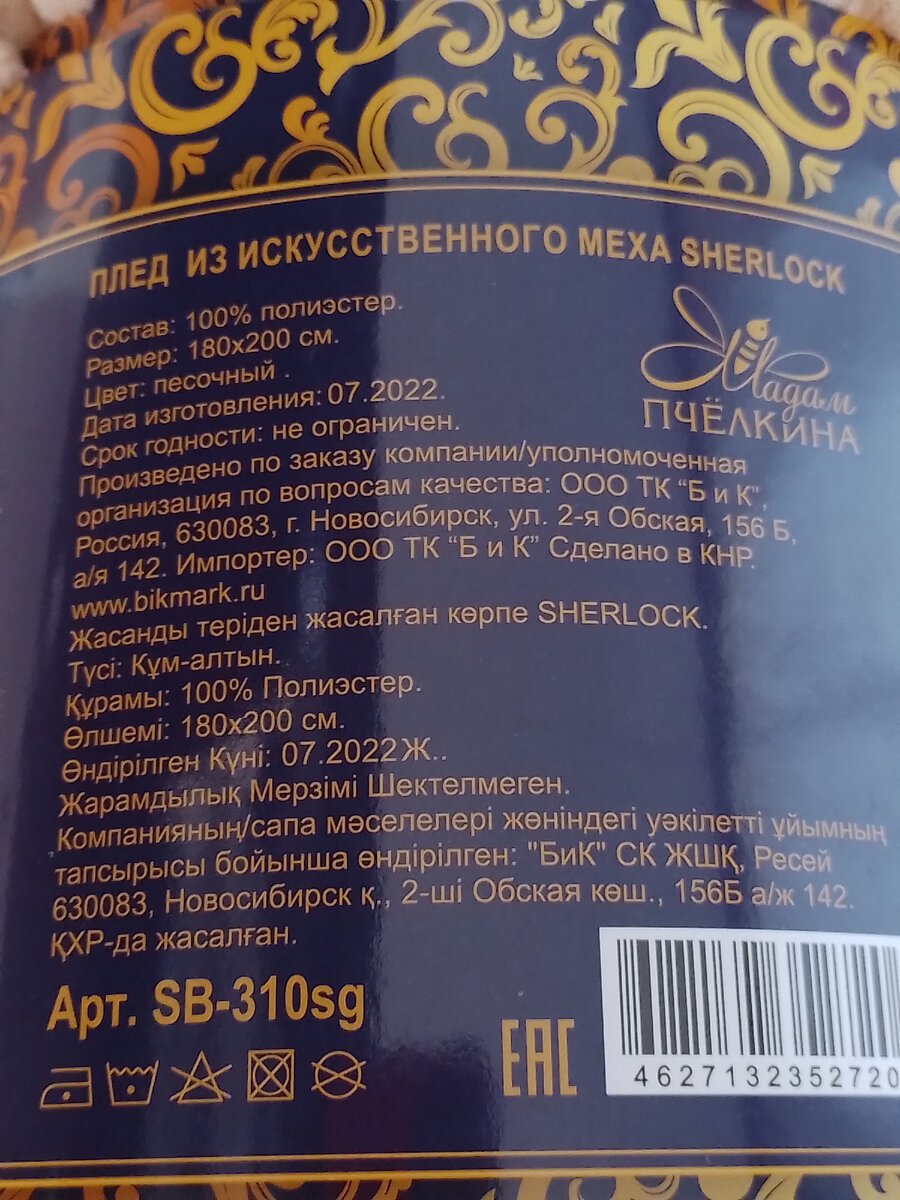 ПЛЕД ИЗ ИСКУССТВЕННОГО МЕХА SHERLOCK
Состав: 100% полиэстер.
Размер: 180х200 см.
Цвет: песочный .
Дата изготовления: 07.2022.
Срок годности: не ограничен.
Мадам
ПЧЁЛКИНА
Произведено по заказу компании/уполномоченная
организация по вопросам качества: ООО ТК “Б и К”,
Россия, 630083, г. Новосибирск, ул. 2-я Обская, 156 Б,
а/я 142. Импортер: ООО ТК “Б и К” Сделано в КНР.
www.bikmark.ru
Жасанды теріден жасалған көрпе SHERLOCK.
Түсі: Құм-алтын.
Құрамы: 100% Полиэстер.
Өлшемі: 180х200 см.
Өндірілген Күні: 07.2022Ж..
Жарамдылық Мерзімі Шектелмеген.
Компанияның/сапа мәселелері жөніндегі уәкілетті ұйымның
тапсырысы бойынша өндірілген: "БиК" СК ЖШҚ, Ресей
630083, Новосибирск қ., 2-ші Обская көш., 156Б а/ж 142.
ҚХР-да жасалған.
Арт. SB-310sg
EAC
4627132352720